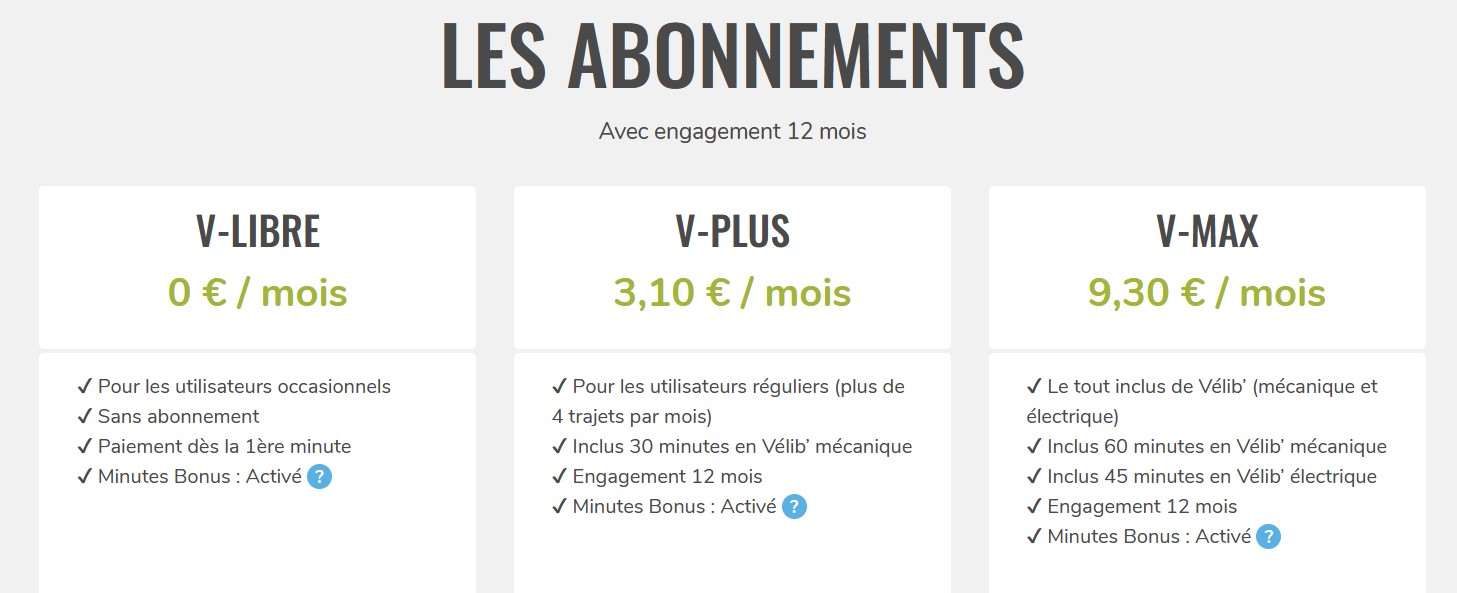 LES ABONNEMENTS
Avec engagement 12 mois
V-LIBRE
0 € / mois
✓ Pour les utilisateurs occasionnels
✓ Sans abonnement
✓ Paiement dès la 1ère minute
✓ Minutes Bonus : Activé ?
V-PLUS
3,10 € / mois
✓ Pour les utilisateurs réguliers (plus de
4 trajets par mois)
✓ Inclus 30 minutes en Vélib’ mécanique
✓ Engagement 12 mois
✓ Minutes Bonus : Activé ?
V-MAX
9,30 € / mois
✓ Le tout inclus de Vélib’ (mécanique et
électrique)
✓ Inclus 60 minutes en Vélib’ mécanique
✓ Inclus 45 minutes en Vélib’ électrique
✓ Engagement 12 mois
✓ Minutes Bonus : Activé ?